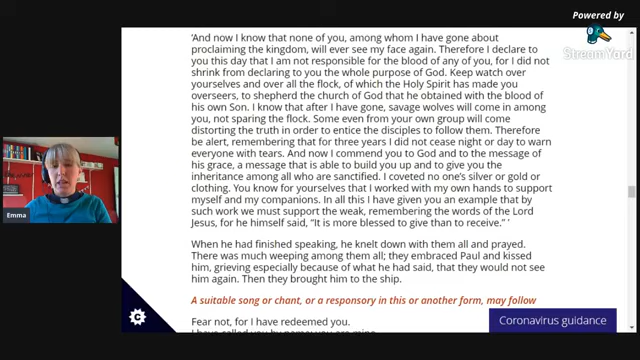 Powered by
StreamYard
‘And now I know that none of you, among whom I have gone about
proclaiming the kingdom, will ever see my face again. Therefore I declare to
you this day that I am not responsible for the blood of any of you, for I did not
shrink from declaring to you the whole purpose of God. Keep watch over
yourselves and over all the flock, of which the Holy Spirit has made you
overseers, to shepherd the church of God that he obtained with the blood of
his own Son. I know that after I have gone, savage wolves will come in among
you, not sparing the flock. Some even from your own group will come
distorting the truth in order to entice the disciples to follow them. Therefore
be alert, remembering that for three years I did not cease night or day to warn
everyone with tears. And now I commend you to God and to the message of
his grace, a message that is able to build you up and to give you the
inheritance among all who are sanctified. I coveted no one’s silver or gold or
clothing. You know for yourselves that I worked with my own hands to support
myself and my companions. In all this I have given you an example that by
such work we must support the weak, remembering the words of the Lord
Jesus, for he himself said, “It is more blessed to give than to receive.” ’
When he had finished speaking, he knelt down with them all and prayed.
There was much weeping among them all; they embraced Paul and kissed
him, grieving especially because of what he had said, that they would not see
him again. Then they brought him to the ship.
A suitable song or chant, or a responsory in this or another form, may follow
Fear not, for I have redeemed you.
I have called you by name; you are mine.
Emma
C
Coronavirus guidance